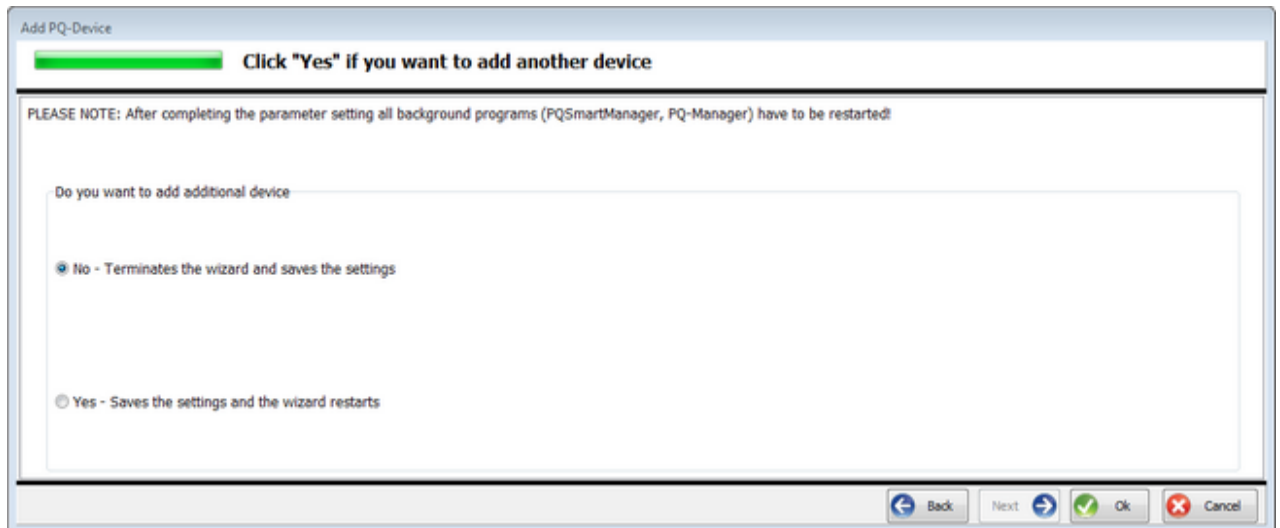 Add PQ-Device
Click "Yes" if you want to add another device
PLEASE NOTE: After completing the parameter setting all background programs (PQSmartManager, PQ-Manager) have to be restarted!
Do you want to add additional device
No - Terminates the wizard and saves the settings
Yes - Saves the settings and the wizard restarts
Back Next Ok Cancel